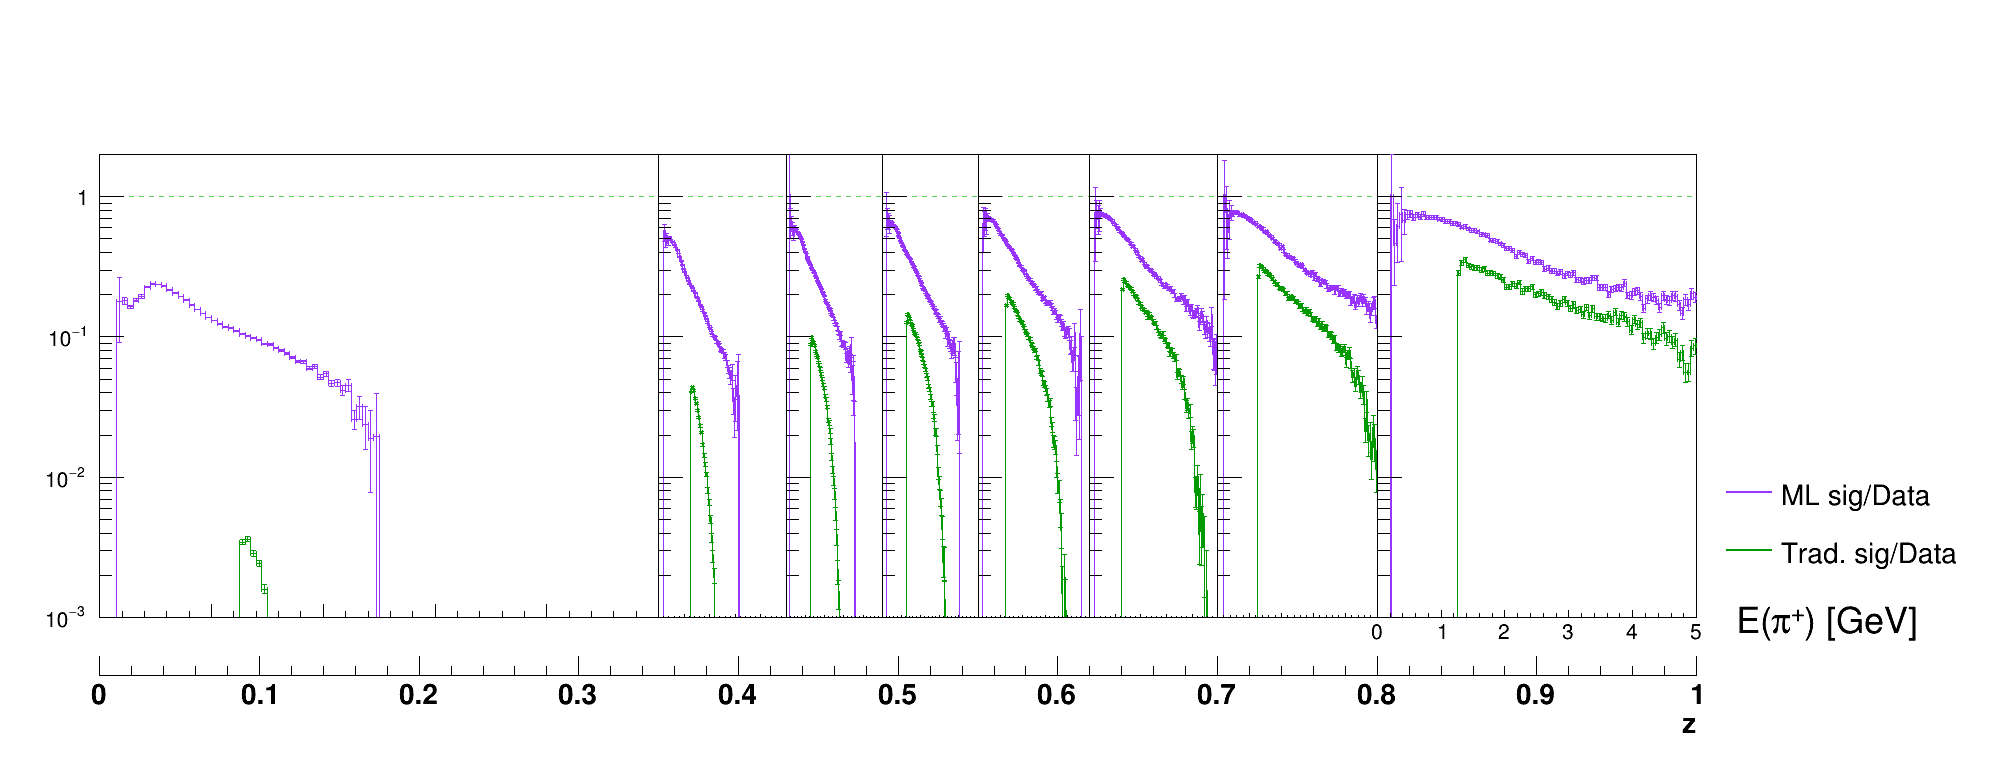 1
10⁻¹
10⁻²
10⁻³
ML sig/Data
Trad. sig/Data
E(π⁺) [GeV]
0 1 2 3 4 5
0 0.1 0.2 0.3 0.4 0.5 0.6 0.7 0.8 0.9 1
z